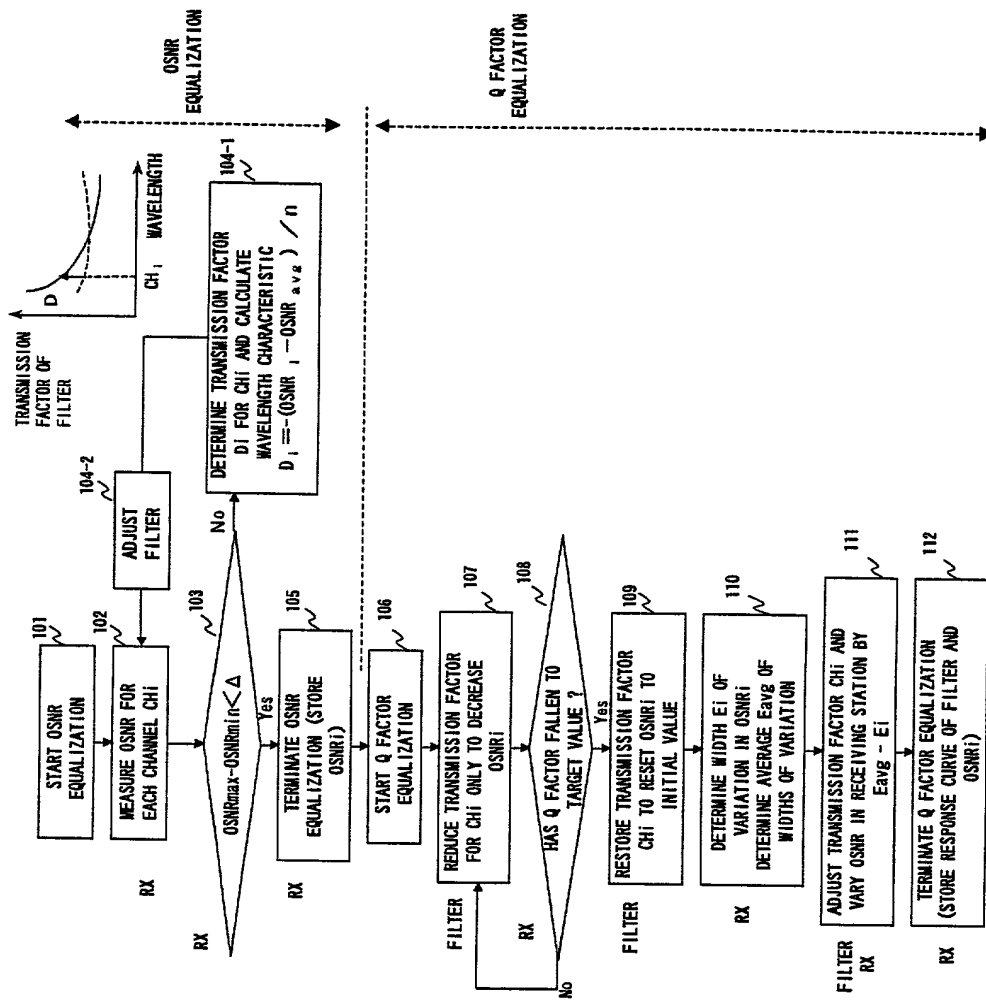 101
START OSNR
EQUALIZATION
102
MEASURE OSNR FOR
EACH CHANNEL CHi
RX
103
OSNRmax-OSNRmin<Δ
RX
No
Yes
104-2
ADJUST
FILTER
TRANSMISSION
FACTOR OF
FILTER
D
CHi
WAVELENGTH
104-1
DETERMINE TRANSMISSION FACTOR
Di FOR CHi AND CALCULATE
WAVELENGTH CHARACTERISTIC
Di=-(OSNRi-OSNRavg)/n
OSNR
EQUALIZATION
105
TERMINATE OSNR
EQUALIZATION (STORE
OSNRi)
RX
106
START Q FACTOR
EQUALIZATION
Q FACTOR
EQUALIZATION
107
REDUCE TRANSMISSION FACTOR
FOR CHi ONLY TO DECREASE
OSNRi
FILTER
108
HAS Q FACTOR FALLEN TO
TARGET VALUE ?
RX
No
Yes
109
RESTORE TRANSMISSION FACTOR
CHi TO RESET OSNRi TO
INITIAL VALUE
FILTER
110
DETERMINE WIDTH Ei OF
VARIATION IN OSNRi
DETERMINE AVERAGE Eavg OF
WIDTHS OF VARIATION
RX
111
ADJUST TRANSMISSION FACTOR CHi AND
VARY OSNR IN RECEIVING STATION BY
Eavg - Ei
FILTER
RX
112
TERMINATE Q FACTOR EQUALIZATION
(STORE RESPONSE CURVE OF FILTER AND
OSNRi)